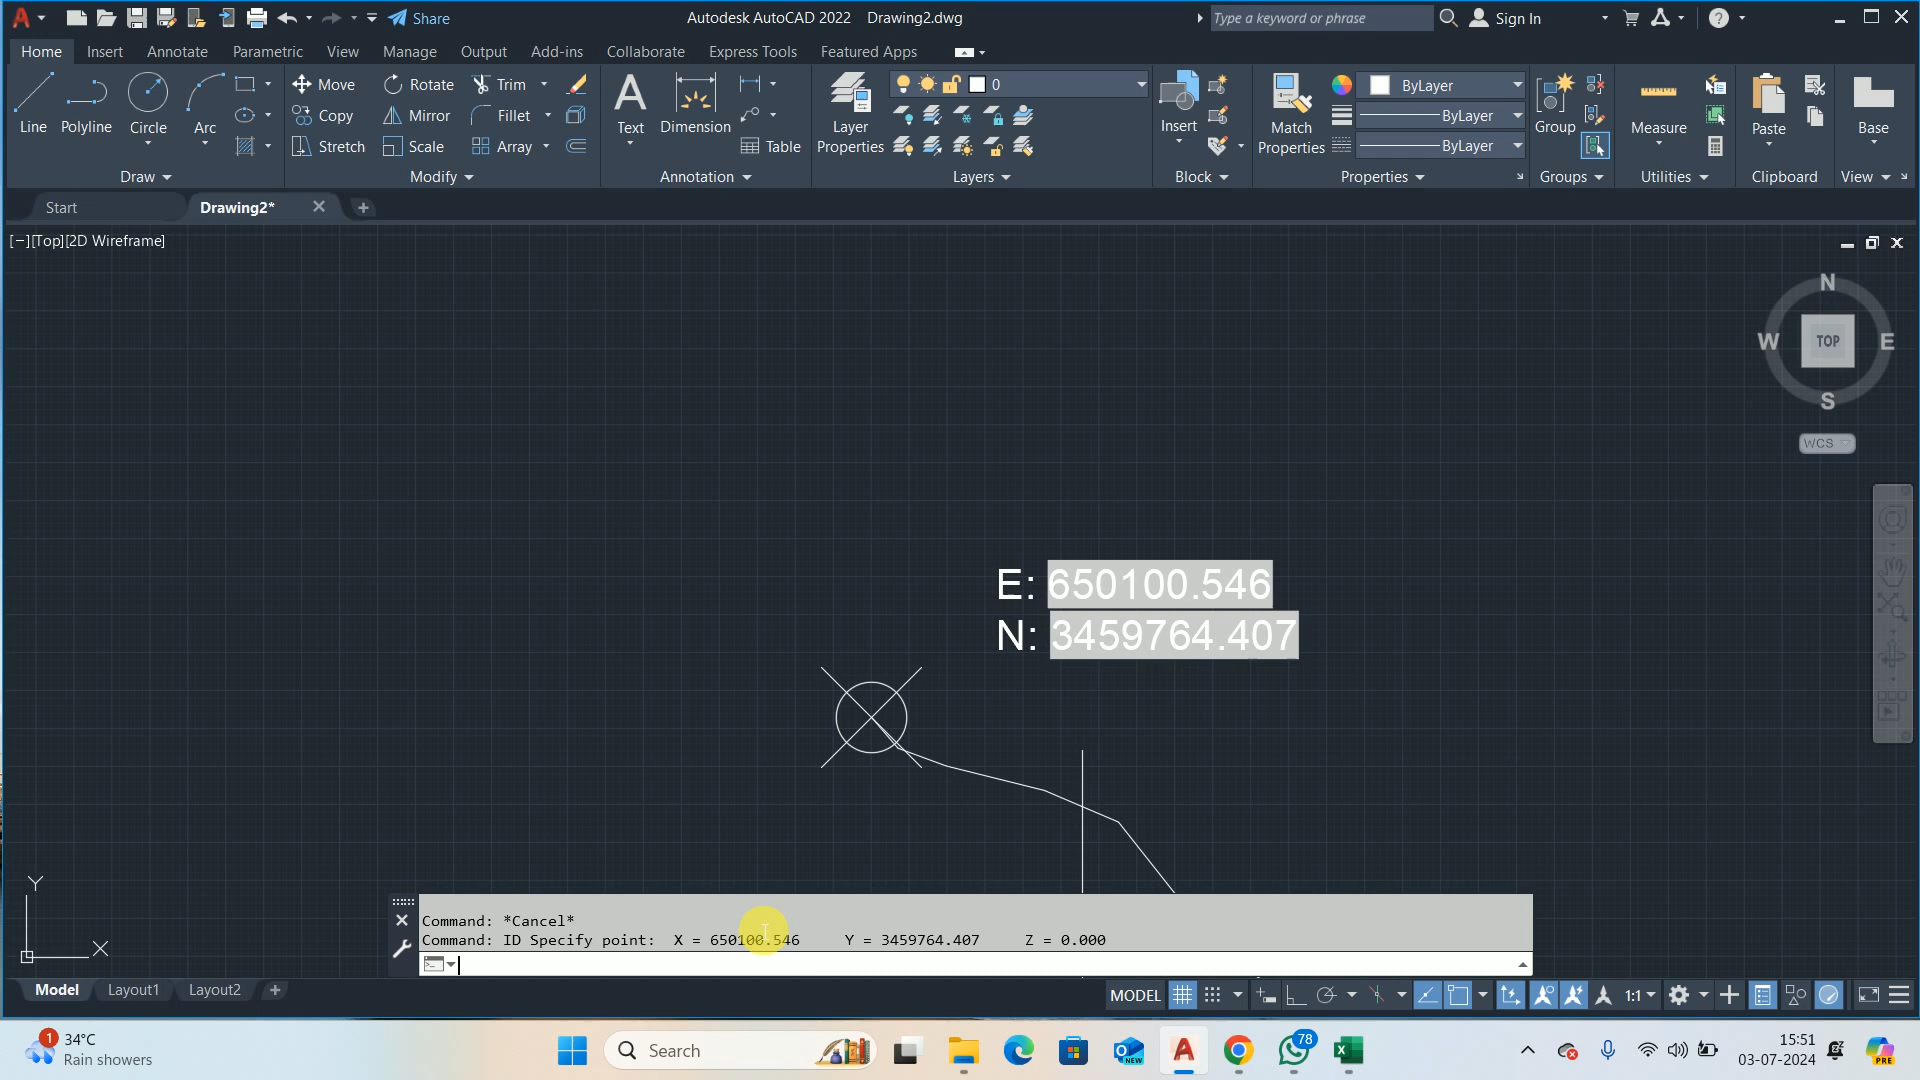 Share
Autodesk AutoCAD 2022 Drawing2.dwg
Type a keyword or phrase
Sign In
Home Insert Annotate Parametric View Manage Output Add-ins Collaborate Express Tools Featured Apps
Line Polyline Circle Arc
Move Rotate Trim
Copy Mirror Fillet
Stretch Scale Array
Text Dimension Table
Layer Properties
0
Insert
Match Properties
ByLayer
ByLayer
ByLayer
Group
Measure
Paste
Base
Draw Modify Annotation Layers Block Properties Groups Utilities Clipboard View
Start Drawing2*
[−][Top][2D Wireframe]
N
W TOP E
S
WCS
E: 650100.546
N: 3459764.407
Y
X
Command: *Cancel*
Command: ID Specify point: X = 650100.546 Y = 3459764.407 Z = 0.000
Model Layout1 Layout2
MODEL 1:1
1
34°C
Rain showers
Search
NEW
78
15:51
03-07-2024
PRE